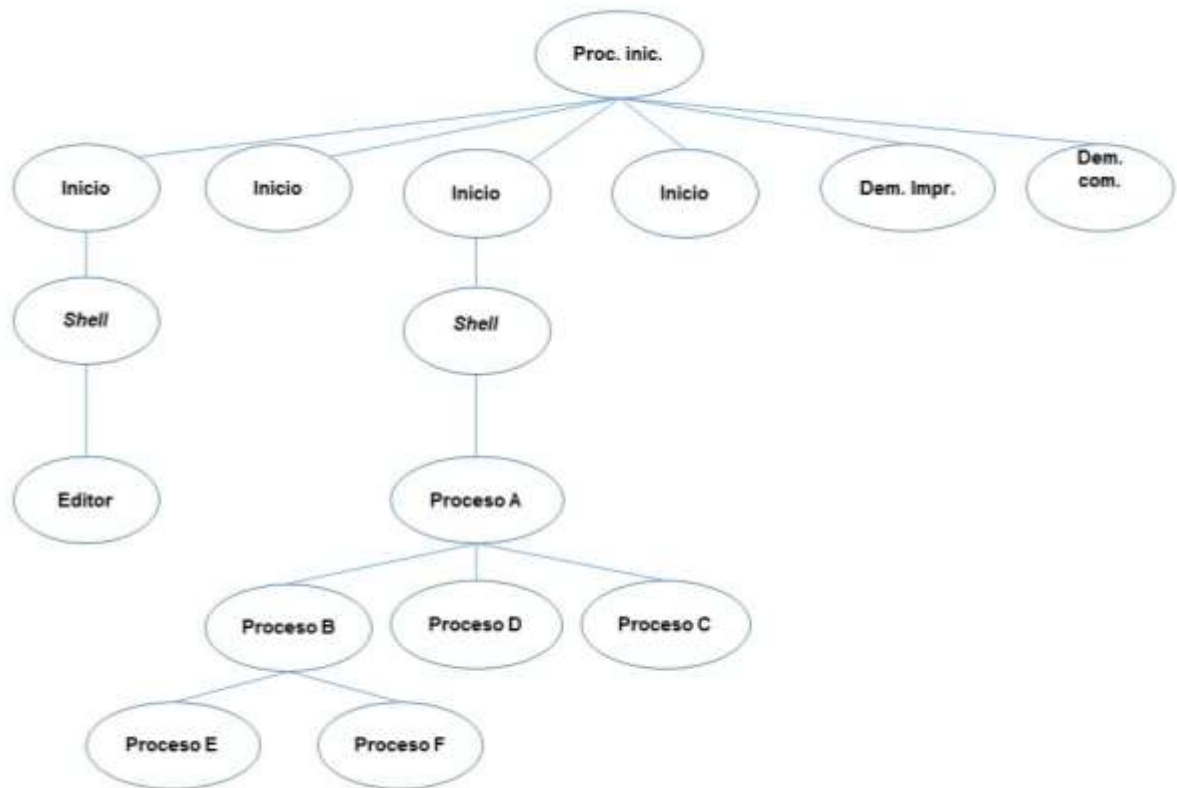 Proc. inic.
Inicio
Inicio
Inicio
Inicio
Dem. Impr.
Dem.
com.
Shell
Shell
Editor
Proceso A
Proceso B
Proceso D
Proceso C
Proceso E
Proceso F